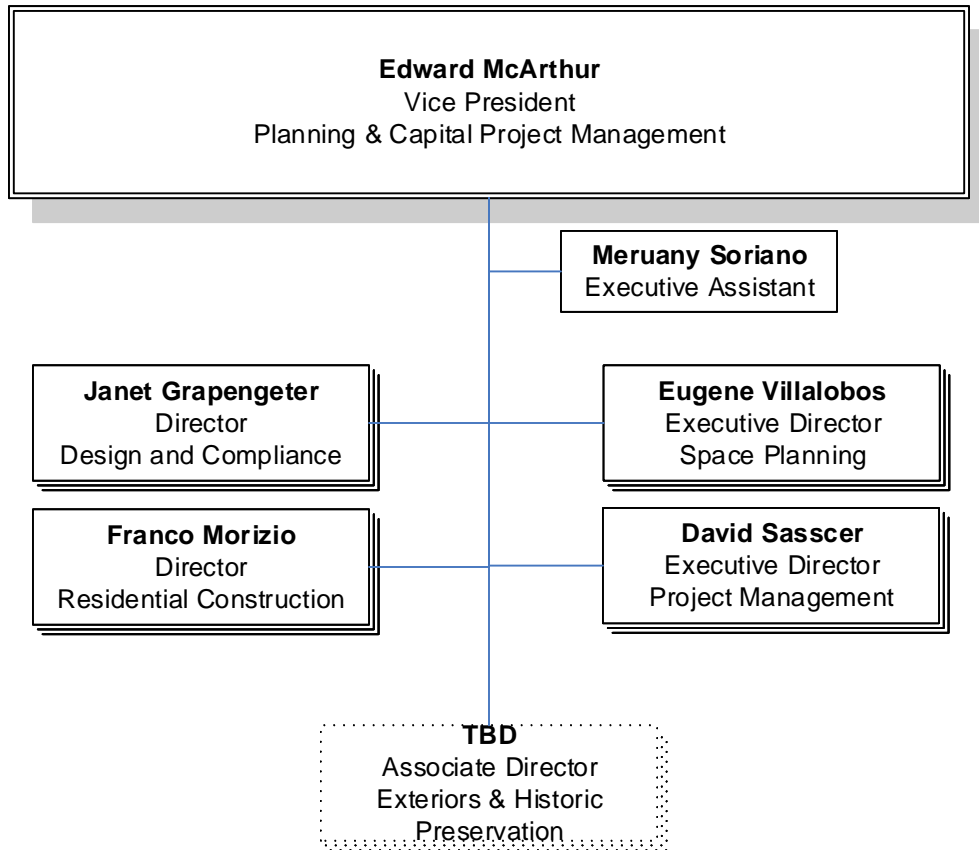 Edward McArthur
Vice President
Planning & Capital Project Management
Meruany Soriano
Executive Assistant
Janet Grapengeter
Director
Design and Compliance
Eugene Villalobos
Executive Director
Space Planning
Franco Morizio
Director
Residential Construction
David Sasscer
Executive Director
Project Management
TBD
Associate Director
Exteriors & Historic
Preservation